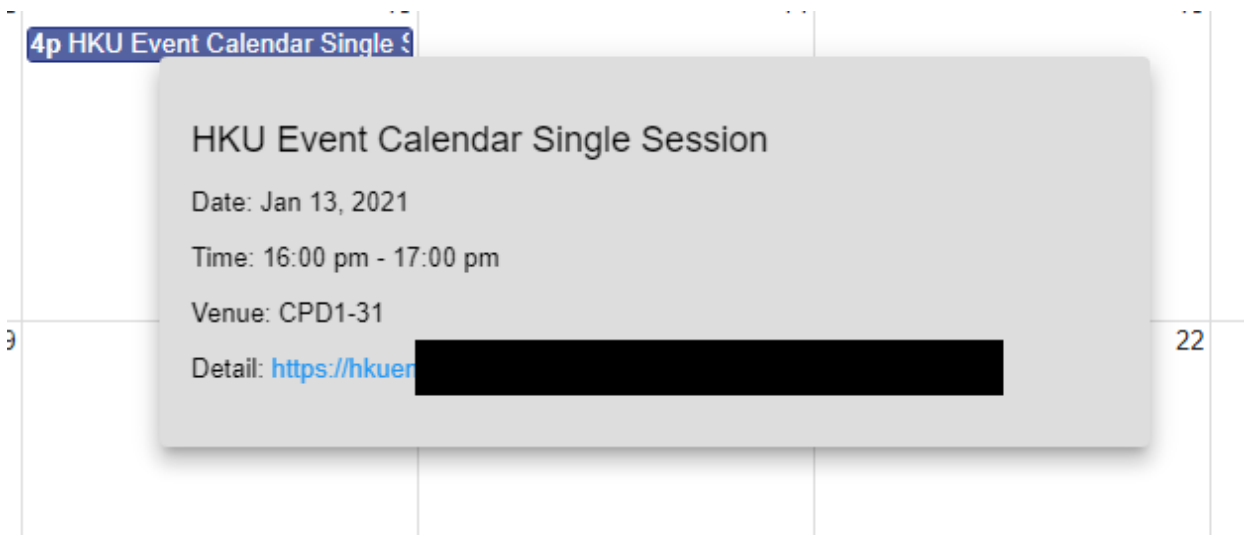 4p HKU Event Calendar Single S
HKU Event Calendar Single Session
Date: Jan 13, 2021
Time: 16:00 pm - 17:00 pm
Venue: CPD1-31
Detail: https://hkuer
22